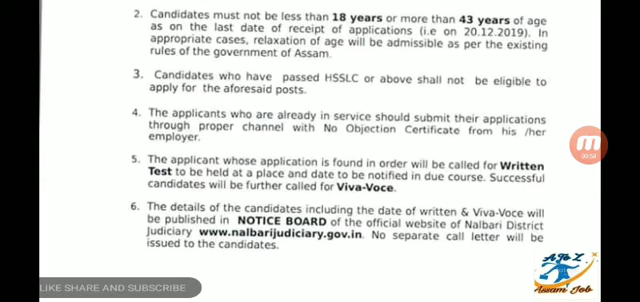 2. Candidates must not be less than 18 years or more than 43 years of age
as on the last date of receipt of applications (i.e on 20.12.2019). In
appropriate cases, relaxation of age will be admissible as per the existing
rules of the government of Assam.
3. Candidates who have passed HSSLC or above shall not be eligible to
apply for the aforesaid posts.
4. The applicants who are already in service should submit their applications
through proper channel with No Objection Certificate from his /her
employer.
5. The applicant whose application is found in order will be called for Written
Test to be held at a place and date to be notified in due course. Successful
candidates will be further called for Viva-Voce.
6. The details of the candidates including the date of written & Viva-Voce will
be published in NOTICE BOARD of the official website of Nalbari District
Judiciary www.nalbarijudiciary.gov.in. No separate call letter will be
issued to the candidates.
00:54
LIKE SHARE AND SUBSCRIBE
A To Z
Assam Job